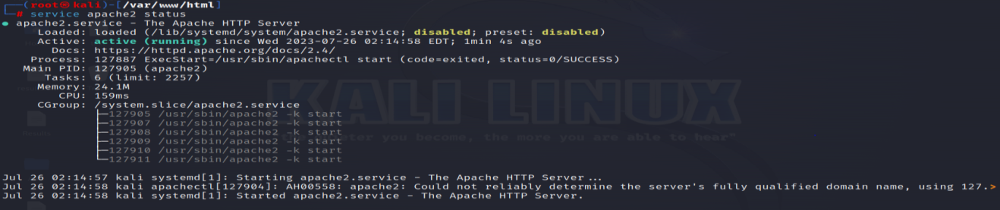 ┌──(root㉿kali)-[/var/www/html]
└─# service apache2 status
● apache2.service - The Apache HTTP Server
Loaded: loaded (/lib/systemd/system/apache2.service; disabled; preset: disabled)
Active: active (running) since Wed 2023-07-26 02:14:58 EDT; 1min 4s ago
Docs: https://httpd.apache.org/docs/2.4/
Process: 127887 ExecStart=/usr/sbin/apachectl start (code=exited, status=0/SUCCESS)
Main PID: 127905 (apache2)
Tasks: 6 (limit: 2257)
Memory: 24.1M
CPU: 159ms
CGroup: /system.slice/apache2.service
├─127905 /usr/sbin/apache2 -k start
├─127907 /usr/sbin/apache2 -k start
├─127908 /usr/sbin/apache2 -k start
├─127909 /usr/sbin/apache2 -k start
├─127910 /usr/sbin/apache2 -k start
└─127911 /usr/sbin/apache2 -k start
KALI LINUX
you become, the more you are able to hear"
Jul 26 02:14:57 kali systemd[1]: Starting apache2.service - The Apache HTTP Server...
Jul 26 02:14:58 kali apachectl[127904]: AH00558: apache2: Could not reliably determine the server's fully qualified domain name, using 127.>
Jul 26 02:14:58 kali systemd[1]: Started apache2.service - The Apache HTTP Server.